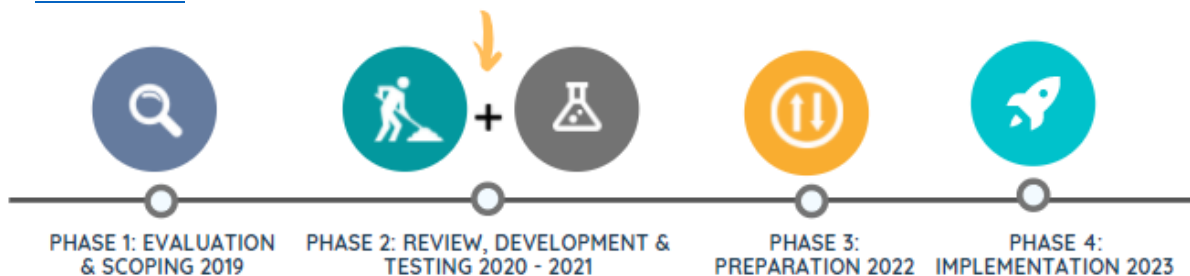 PHASE 1: EVALUATION
& SCOPING 2019
PHASE 2: REVIEW, DEVELOPMENT &
TESTING 2020 - 2021
PHASE 3:
PREPARATION 2022
PHASE 4:
IMPLEMENTATION 2023